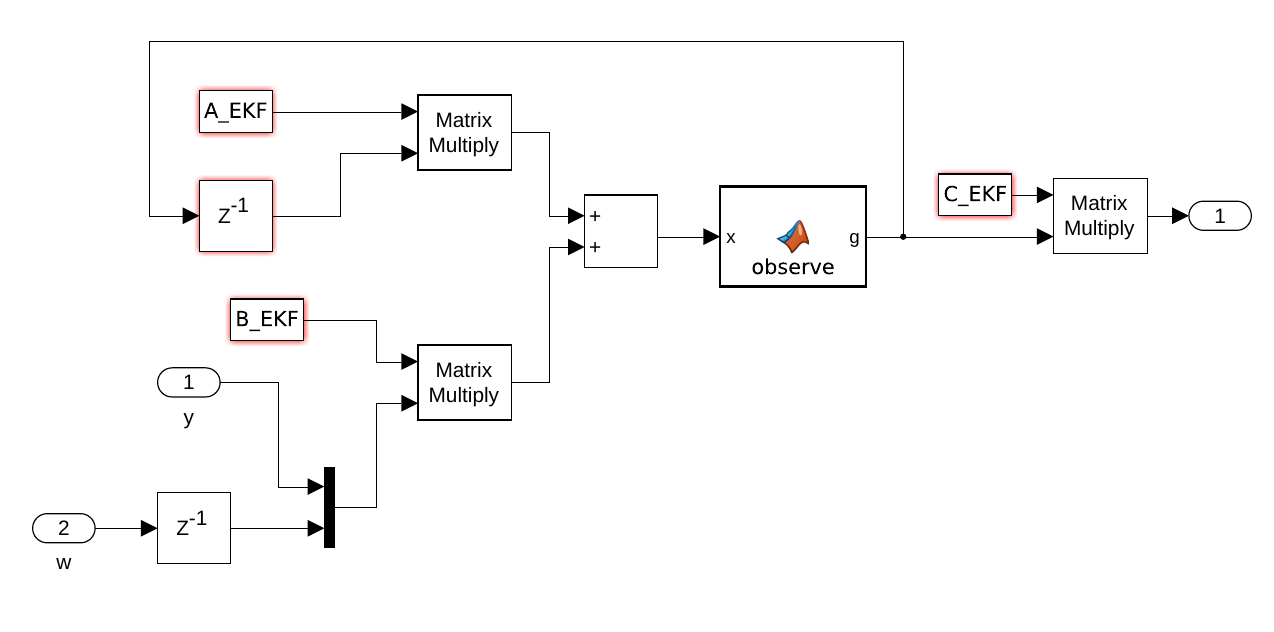 A_EKF
Matrix
Multiply
Z-1
+
+
x
g
observe
C_EKF
Matrix
Multiply
1
B_EKF
Matrix
Multiply
1
y
2
w
Z-1